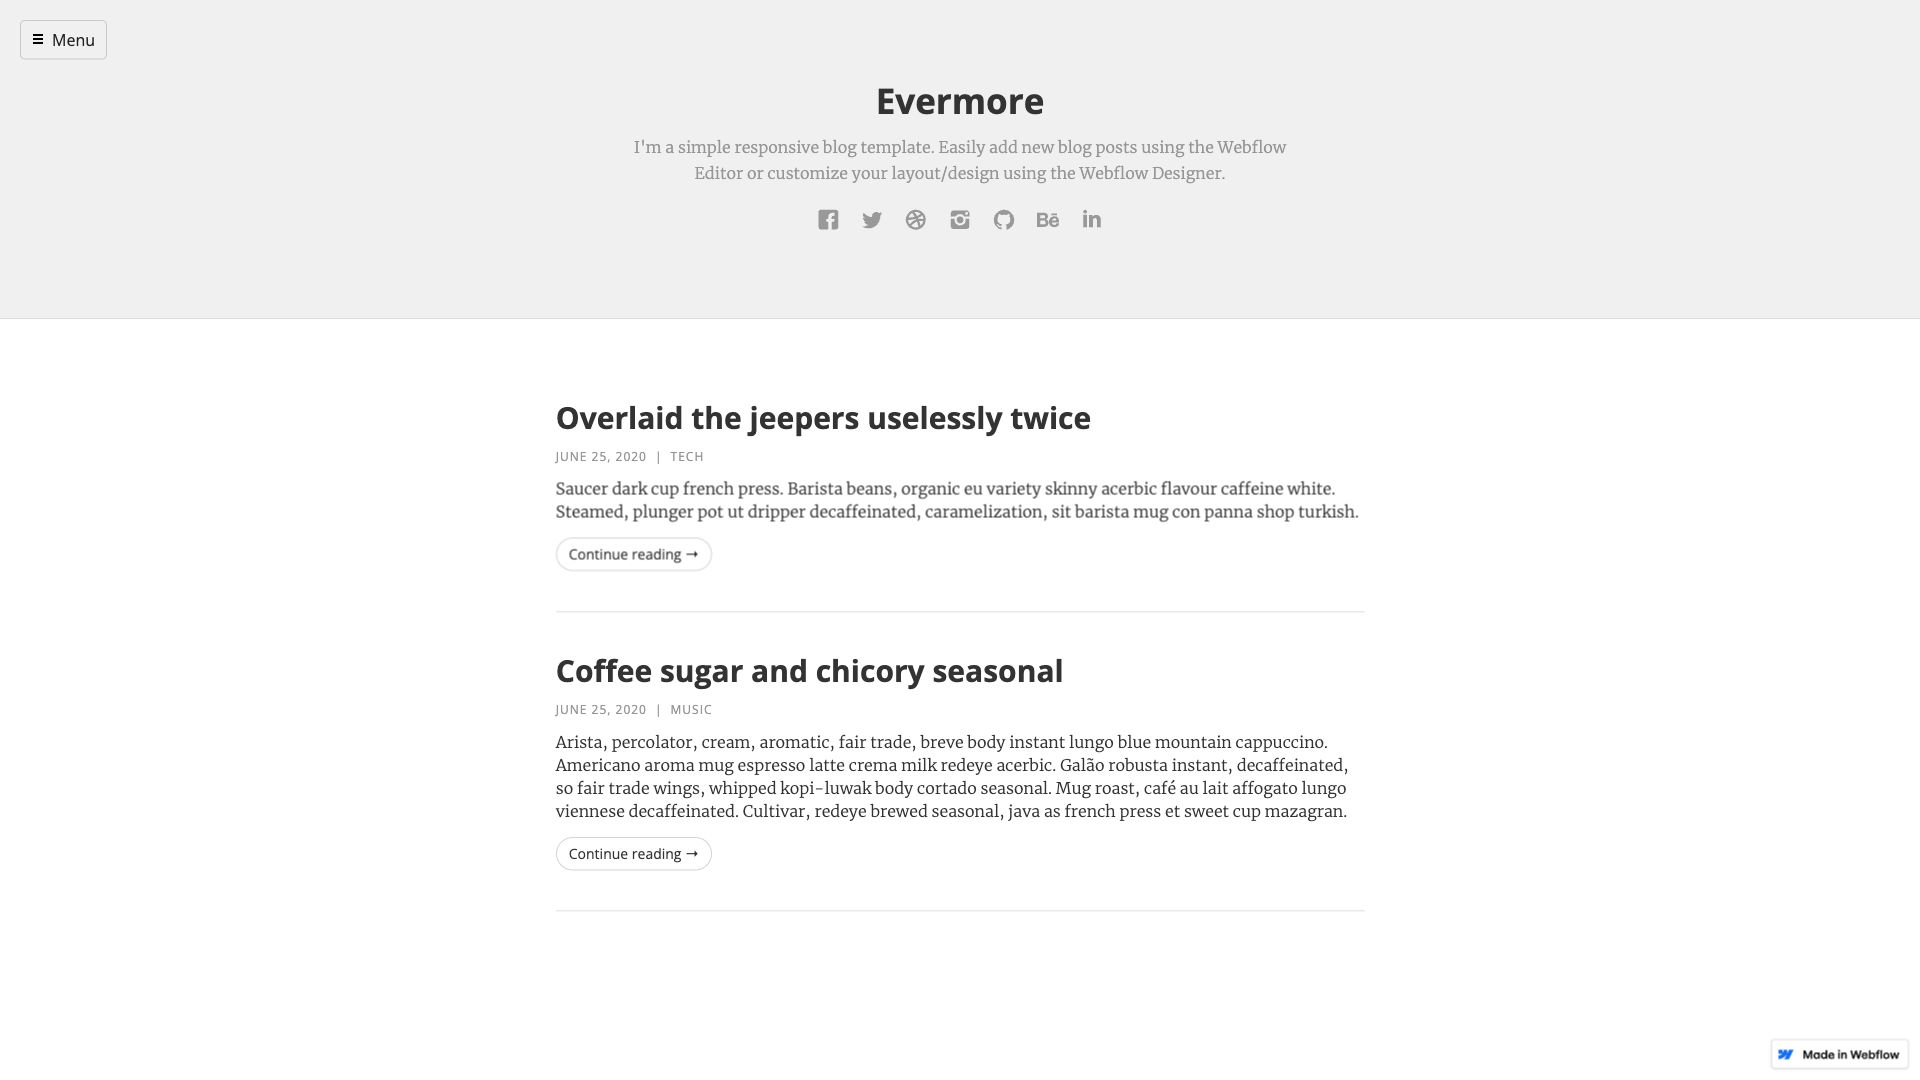 Menu
Evermore
I'm a simple responsive blog template. Easily add new blog posts using the Webflow
Editor or customize your layout/design using the Webflow Designer.
Bē
in
Overlaid the jeepers uselessly twice
JUNE 25, 2020 | TECH
Saucer dark cup french press. Barista beans, organic eu variety skinny acerbic flavour caffeine white.
Steamed, plunger pot ut dripper decaffeinated, caramelization, sit barista mug con panna shop turkish.
Continue reading →
Coffee sugar and chicory seasonal
JUNE 25, 2020 | MUSIC
Arista, percolator, cream, aromatic, fair trade, breve body instant lungo blue mountain cappuccino.
Americano aroma mug espresso latte crema milk redeye acerbic. Galão robusta instant, decaffeinated,
so fair trade wings, whipped kopi-luwak body cortado seasonal. Mug roast, café au lait affogato lungo
viennese decaffeinated. Cultivar, redeye brewed seasonal, java as french press et sweet cup mazagran.
Continue reading →
Made in Webflow